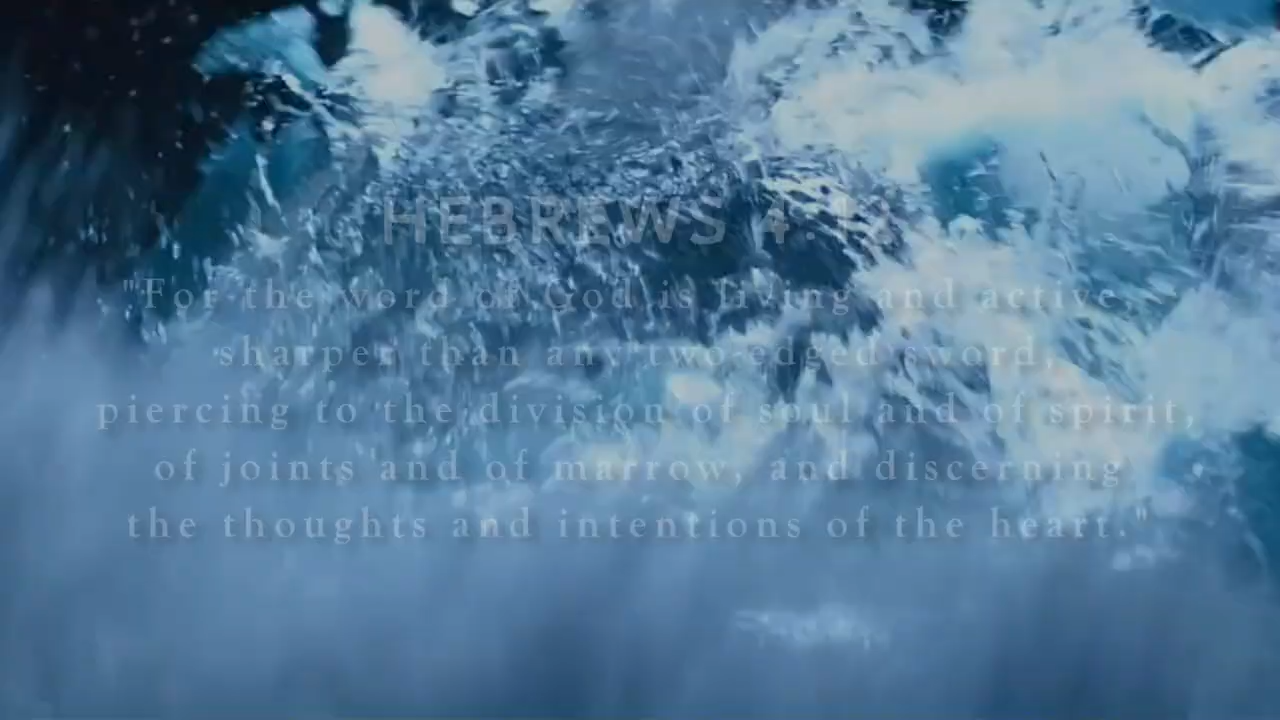 HEBREWS 4:
"For the word of God is living and active
sharper than any two-edged sword,
piercing to the division of soul and of spirit,
of joints and of marrow, and discerning
the thoughts and intentions of the heart."